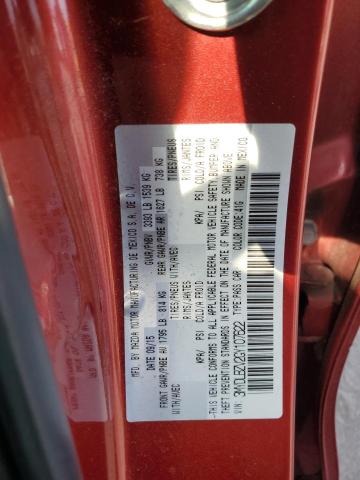 MFD. BY MAZDA MOTOR MANUFACTURING DE MEXICO S.A. DE C.V.
DATE 09/15 GVWR/PNBV 3393 LB 1539 KG
FRONT GAWR/PNBE AV 1795 LB 814 KG REAR GAWR/PNBE AR 1627 LB 738 KG
TIRES/PNEUS
WITH/AVEC RIMS/JANTES
KPA/ PSI COLD/A FROID
TIRES/PNEUS
WITH/AVEC RIMS/JANTES
KPA/ PSI COLD/A FROID
-THIS VEHICLE CONFORMS TO ALL APPLICABLE FEDERAL MOTOR VEHICLE SAFETY, BUMPER, AND
THEFT PREVENTION STANDARDS IN EFFECT ON THE DATE OF MANUFACTURE SHOWN ABOVE.
TYPE PASS CAR COLOR CODE MADE IN MEXICO
VIN: